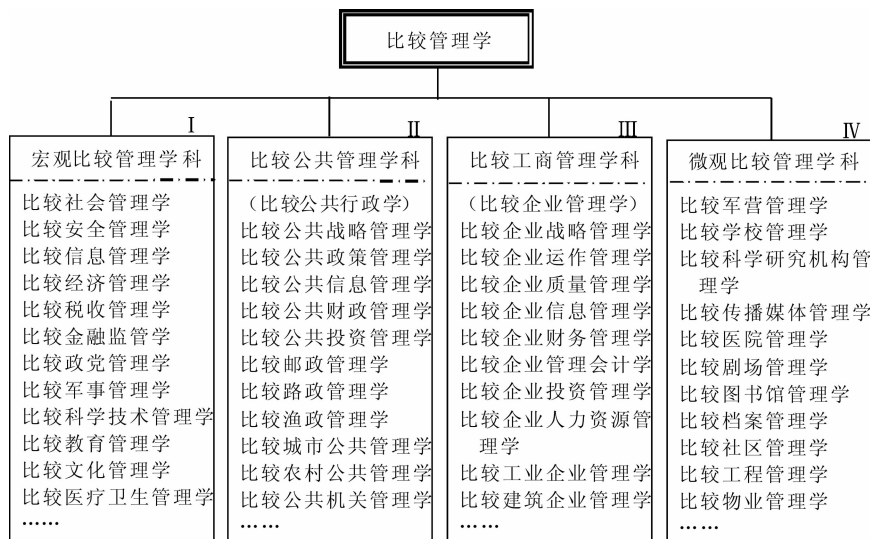 比较管理学
Ⅰ
宏观比较管理学科
比较社会管理学
比较安全管理学
比较信息管理学
比较经济管理学
比较税收管理学
比较金融监管学
比较政党管理学
比较军事管理学
比较科学技术管理学
比较教育管理学
比较文化管理学
比较医疗卫生管理学
……
Ⅱ
比较公共管理学科
（比较公共行政学）
比较公共战略管理学
比较公共政策管理学
比较公共信息管理学
比较公共财政管理学
比较公共投资管理学
比较邮政管理学
比较路政管理学
比较渔政管理学
比较城市公共管理学
比较农村公共管理学
比较公共机关管理学
……
Ⅲ
比较工商管理学科
（比较企业管理学）
比较企业战略管理学
比较企业运作管理学
比较企业质量管理学
比较企业信息管理学
比较企业财务管理学
比较企业管理会计学
比较企业投资管理学
比较企业人力资源管
理学
比较工业企业管理学
比较建筑企业管理学
……
Ⅳ
微观比较管理学科
比较军营管理学
比较学校管理学
比较科学研究机构管
理学
比较传播媒体管理学
比较医院管理学
比较剧场管理学
比较图书馆管理学
比较档案管理学
比较社区管理学
比较工程管理学
比较物业管理学
……